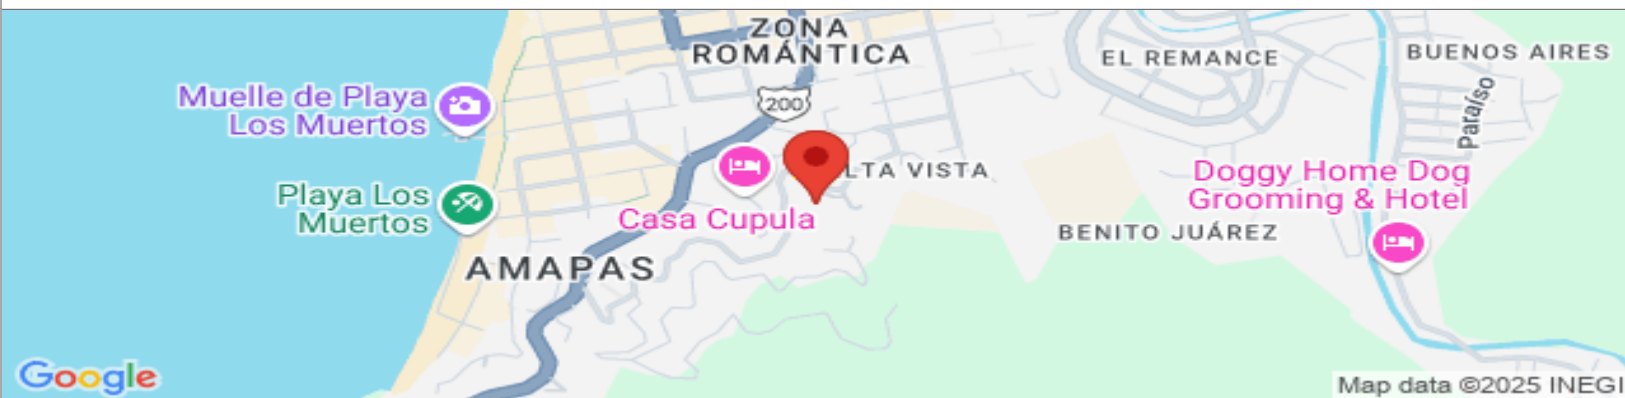 ZONA
ROMÁNTICA
EL REMANCE
BUENOS AIRES
Muelle de Playa
Los Muertos
200
Paraíso
LTA VISTA
Doggy Home Dog
Grooming & Hotel
Playa Los
Muertos
Casa Cupula
BENITO JUÁREZ
AMAPAS
Google
Map data ©2025 INEGI